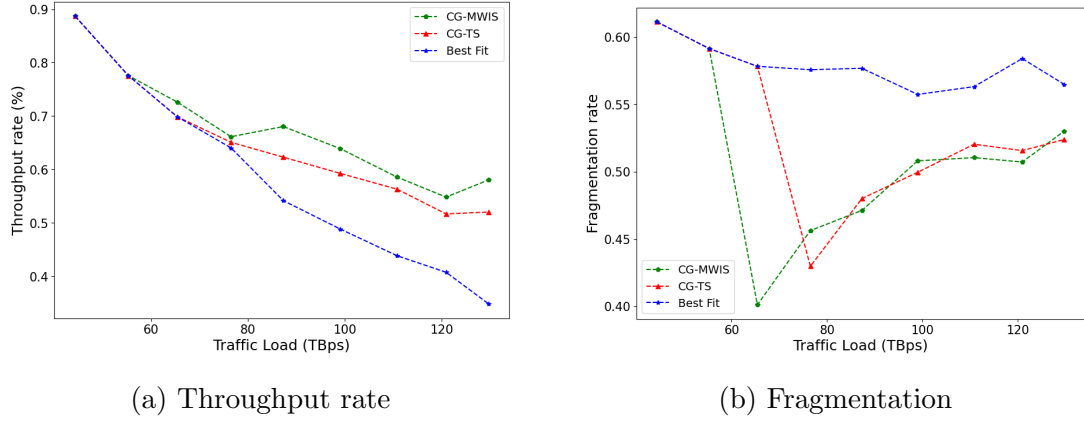 0.9
0.8
0.7
0.6
0.5
0.4
Throughput rate (%)
CG-MWIS
CG-TS
Best Fit
60
80
100
120
Traffic Load (TBps)
(a) Throughput rate
0.60
0.55
0.50
0.45
0.40
Fragmentation rate
CG-MWIS
CG-TS
Best Fit
60
80
100
120
Traffic Load (TBps)
(b) Fragmentation